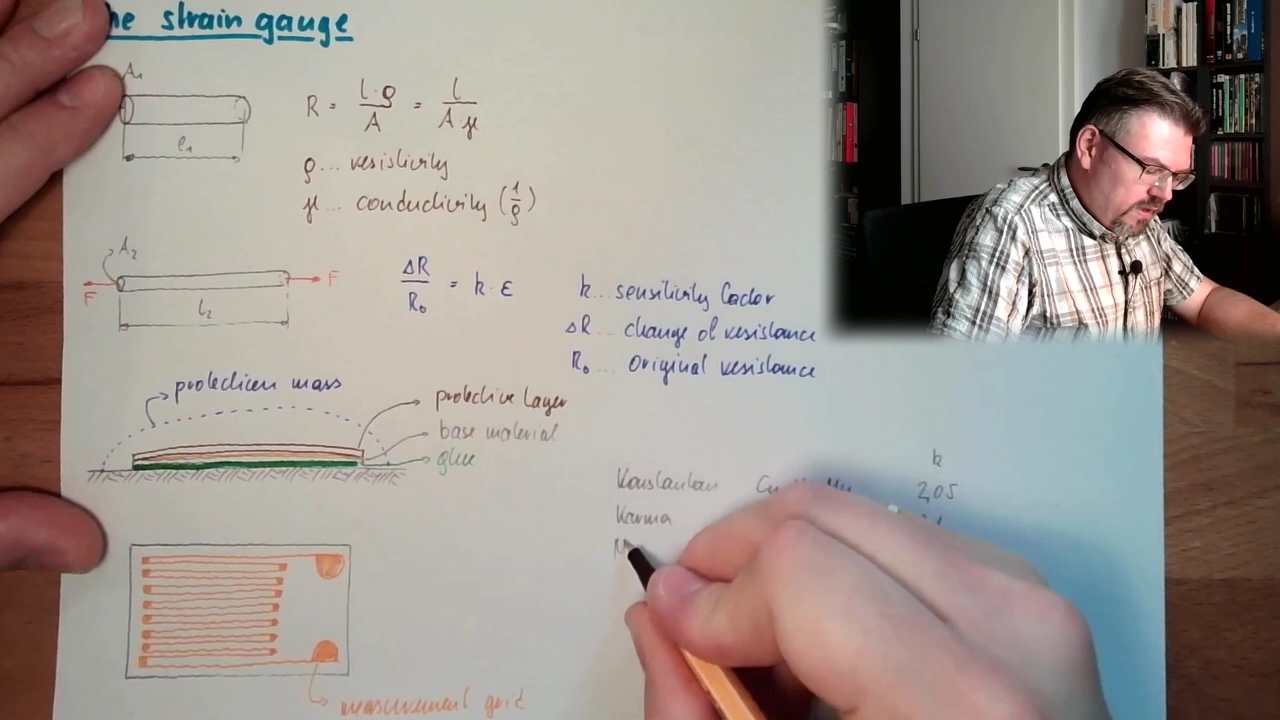 he strain gauge
A₁
l₁
R = l·ρ/A = l/A·γ
ρ... resistivity
γ... conductivity (1/ρ)
A₂
F
F
l₂
ΔR/R₀ = k·ε
k... sensitivity factor
ΔR... change of resistance
R₀... original resistance
protection mass
protective layer
base material
glue
k
Konstantan Cu 2,05
Karma
measurement grid